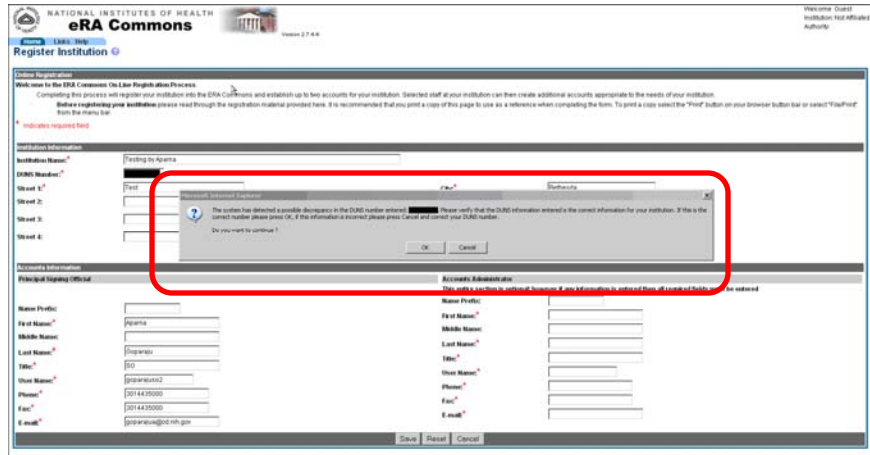 NATIONAL INSTITUTES OF HEALTH
eRA Commons
Version 2.7.4.4
Welcome Guest
Institution: Not Affiliated
Authority:
Home Links Help
Register Institution
Online Registration
Welcome to the ERA Commons On-Line Registration Process.
Completing this process will register your institution into the ERA Commons and establish up to two accounts for your institution. Selected staff at your institution can then create additional accounts appropriate to the needs of your institution.
Before registering your institution please read through the registration material provided here. It is recommended that you print a copy of this page to use as a reference when completing the form. To print a copy select the "Print" button on your browser button bar or select "File/Print"
from the menu bar.
* indicates required field
Institution Information
Institution Name:* Testing by Aparna
DUNS Number:*
Street 1:* Test City:* Bethesda
Street 2:
Street 3:
Street 4:
Microsoft Internet Explorer
The system has detected a possible discrepancy in the DUNS number entered: Please verify that the DUNS information entered is the correct information for your institution. If this is the
correct number please press OK, if this information is incorrect please press Cancel and correct your DUNS number.
Do you want to continue ?
OK Cancel
Accounts Information
Principal Signing Official
Accounts Administrator
This entire section is optional; however if any information is entered then all required fields must be entered
Name Prefix: Name Prefix:
First Name:* Aparna First Name:*
Middle Name: Middle Name:
Last Name:* Goparaju Last Name:*
Title:* SO Title:*
User Name:* goparajuso2 User Name:*
Phone:* 3014435000 Phone:*
Fax:* 3014435000 Fax:*
E-mail:* goparajua@od.nih.gov E-mail:*
Save Reset Cancel